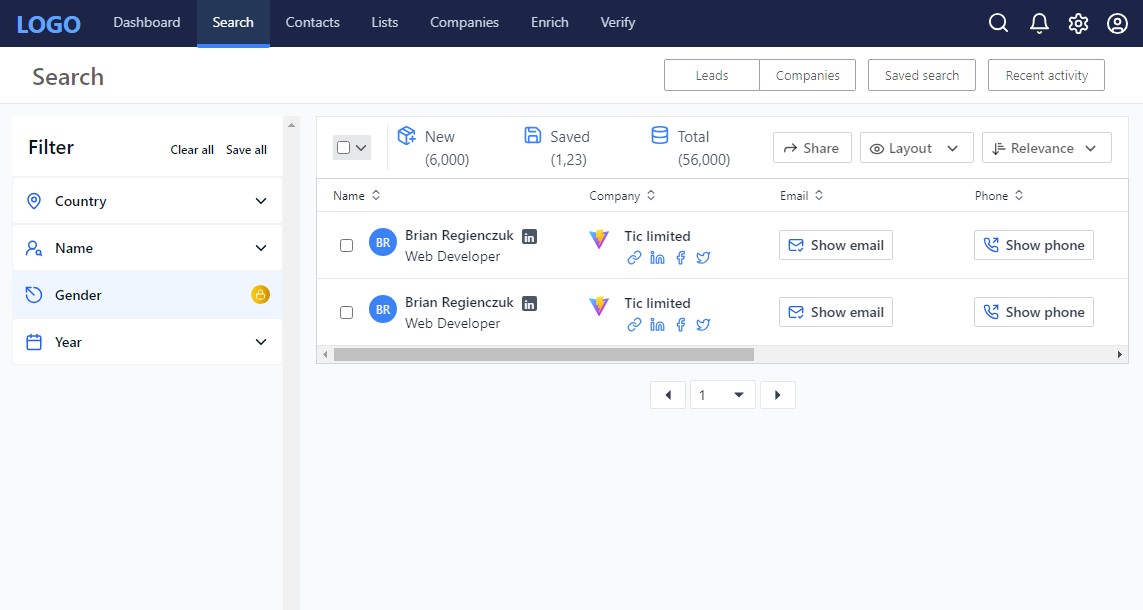 LOGO Dashboard Search Contacts Lists Companies Enrich Verify
Search Leads Companies Saved search Recent activity
Filter Clear all Save all
Country
Name
Gender
Year
New
(6,000)
Saved
(1,23)
Total
(56,000)
Share Layout Relevance
Name Company Email Phone
BR Brian Regienczuk in Tic limited Show email Show phone
Web Developer
BR Brian Regienczuk in Tic limited Show email Show phone
Web Developer
1